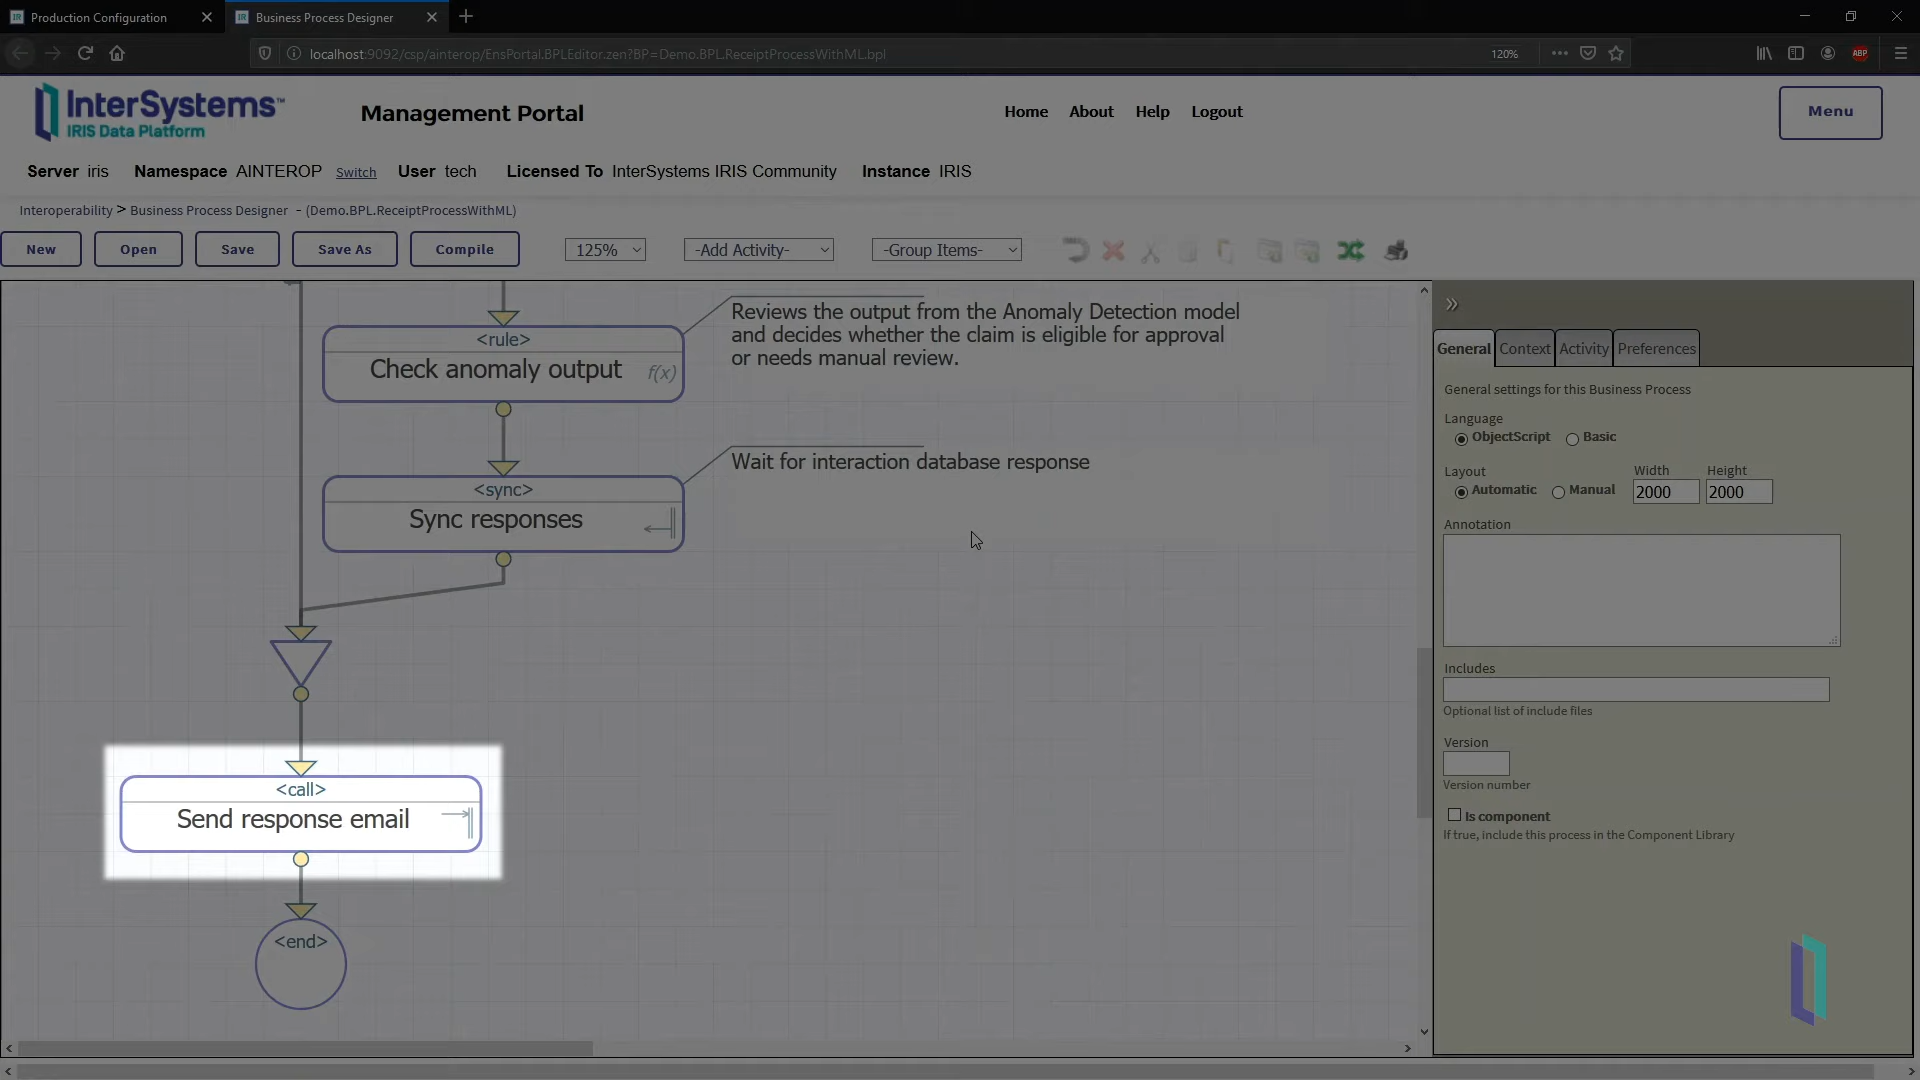 Production Configuration
Business Process Designer
localhost:9092/csp/ainterop/EnsPortal.BPLEditor.zen?BP=Demo.BPL.ReceiptProcessWithML.bpl
120%
ABP
InterSystems™
IRIS Data Platform
Management Portal
Home About Help Logout
Menu
Server iris Namespace AINTEROP Switch User tech Licensed To InterSystems IRIS Community Instance IRIS
Interoperability > Business Process Designer - (Demo.BPL.ReceiptProcessWithML)
New Open Save Save As Compile 125% -Add Activity- -Group Items-
<rule>
Check anomaly output f(x)
Reviews the output from the Anomaly Detection model
and decides whether the claim is eligible for approval
or needs manual review.
<sync>
Sync responses
Wait for interaction database response
<call>
Send response email
<end>
General Context Activity Preferences
General settings for this Business Process
Language
ObjectScript Basic
Layout Width Height
Automatic Manual 2000 2000
Annotation
Includes
Optional list of include files
Version
Version number
Is component
If true, include this process in the Component Library